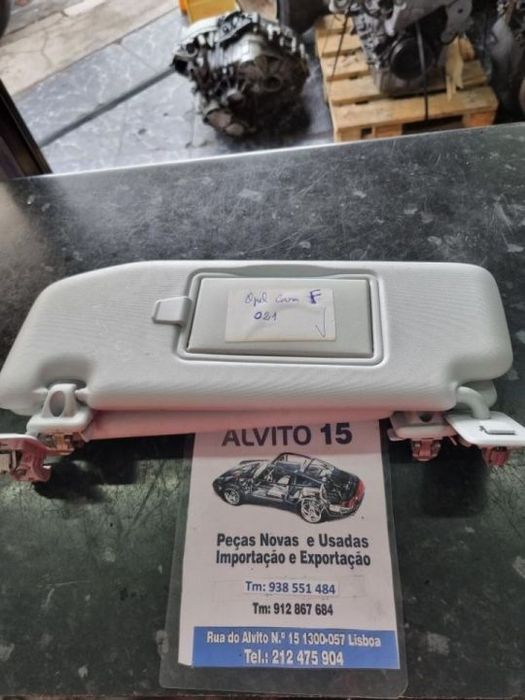 Opel Corsa F
021
ALVITO 15
Peças Novas e Usadas
Importação e Exportação
Tm: 938 551 484
Tm: 912 867 684
Rua do Alvito N.º 15 1300-057 Lisboa
Tel.: 212 475 904